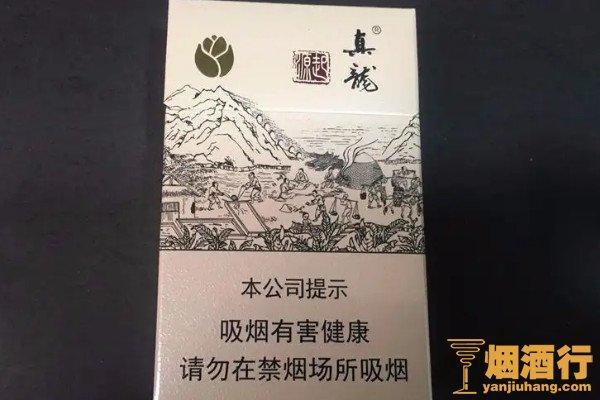 真龍®
起源
本公司提示
吸烟有害健康
请勿在禁烟场所吸烟
烟酒行
yanjiuhang.com